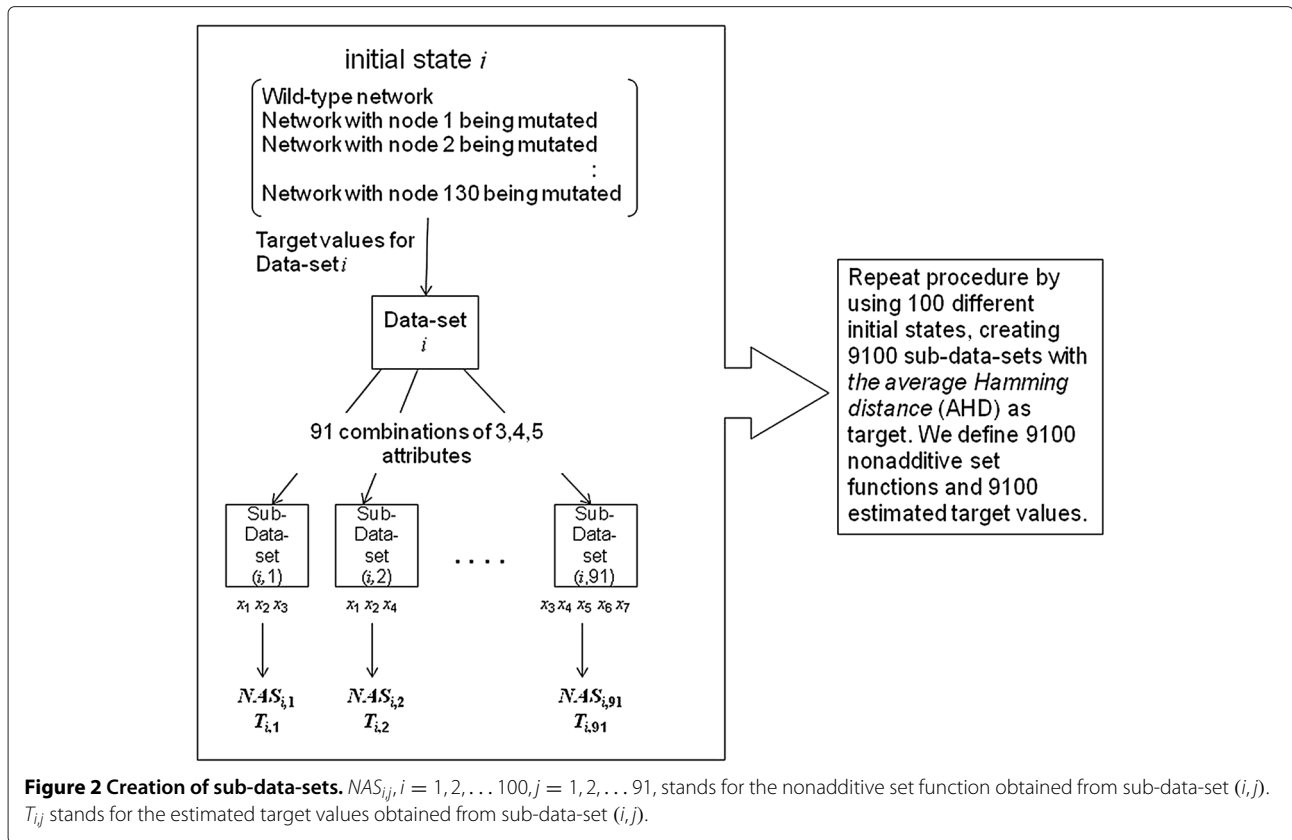 initial state i
Wild-type network
Network with node 1 being mutated
Network with node 2 being mutated
:
Network with node 130 being mutated
Target values for
Data-set i
Data-set
i
91 combinations of 3,4,5
attributes
Sub-
Data-
set
(i,1)
Sub-
Data-
set
(i,2)
. . . .
Sub-
Data-
set
(i,91)
x1 x2 x3
x1 x2 x4
x3 x4 x5 x6 x7
NASi,1
Ti,1
NASi,2
Ti,2
NASi,91
Ti,91
Repeat procedure by
using 100 different
initial states, creating
9100 sub-data-sets with
the average Hamming
distance (AHD) as
target. We define 9100
nonadditive set
functions and 9100
estimated target values.
Figure 2 Creation of sub-data-sets. NASi,j, i = 1, 2, . . . 100, j = 1, 2, . . . 91, stands for the nonadditive set function obtained from sub-data-set (i, j).
Ti,j stands for the estimated target values obtained from sub-data-set (i, j).